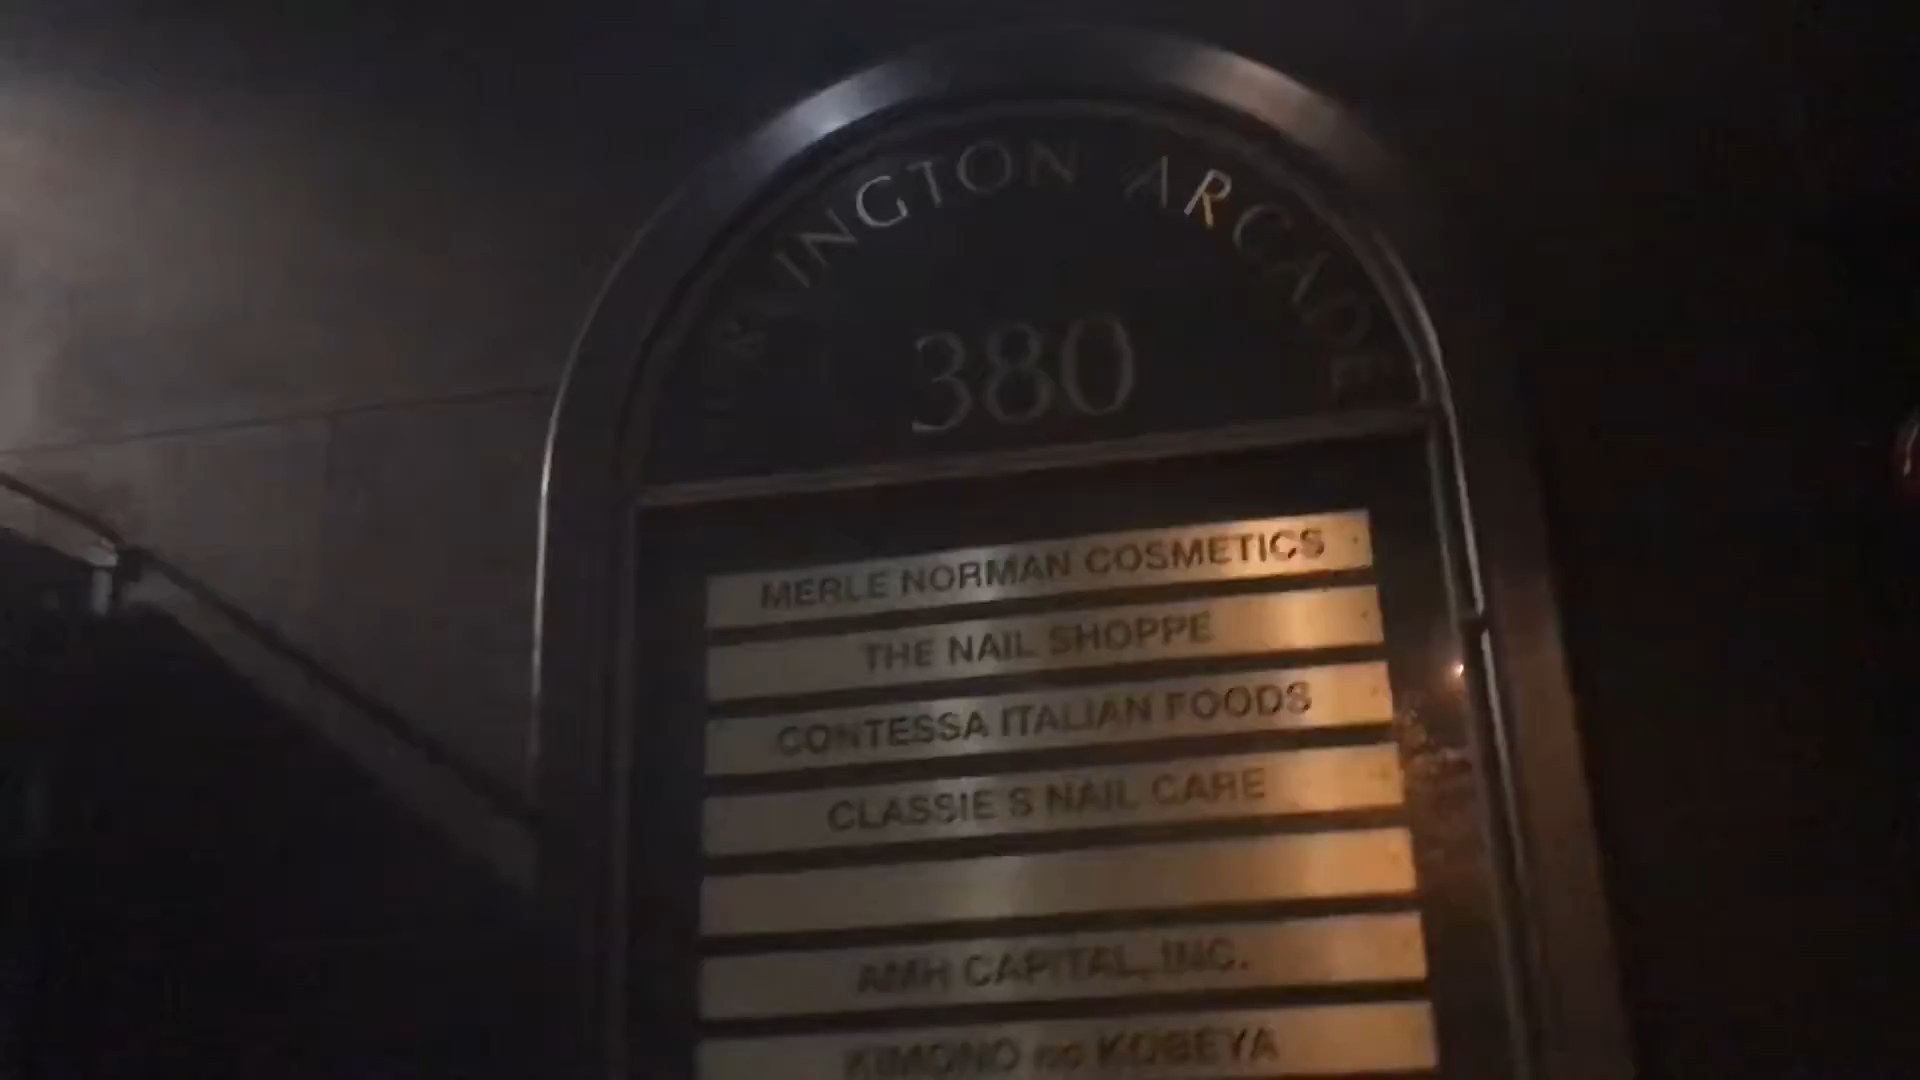 BURLINGTON ARCADE
380
MERLE NORMAN COSMETICS
THE NAIL SHOPPE
CONTESSA ITALIAN FOODS
CLASSIE S NAIL CARE
AMH CAPITAL, INC.
KIMONO no KOBEYA